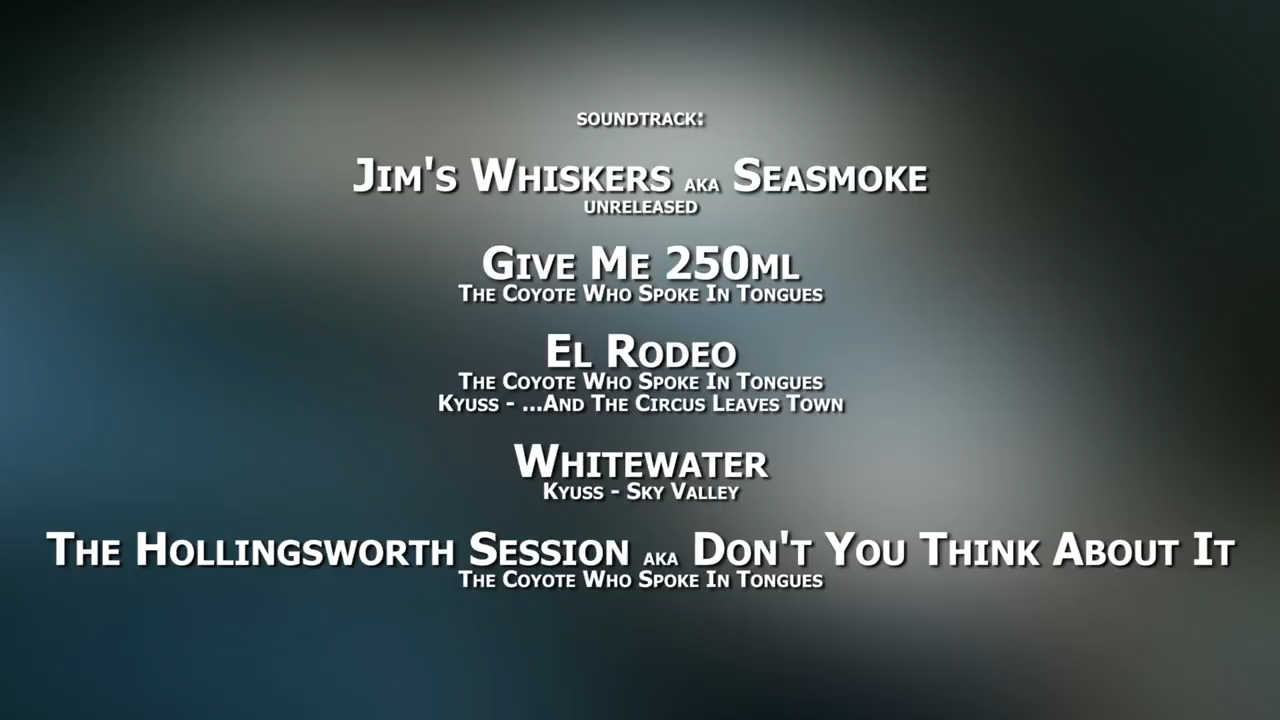 SOUNDTRACK:
JIM'S WHISKERS AKA SEASMOKE
UNRELEASED
GIVE ME 250ML
THE COYOTE WHO SPOKE IN TONGUES
EL RODEO
THE COYOTE WHO SPOKE IN TONGUES
KYUSS - ...AND THE CIRCUS LEAVES TOWN
WHITEWATER
KYUSS - SKY VALLEY
THE HOLLINGSWORTH SESSION AKA DON'T YOU THINK ABOUT IT
THE COYOTE WHO SPOKE IN TONGUES